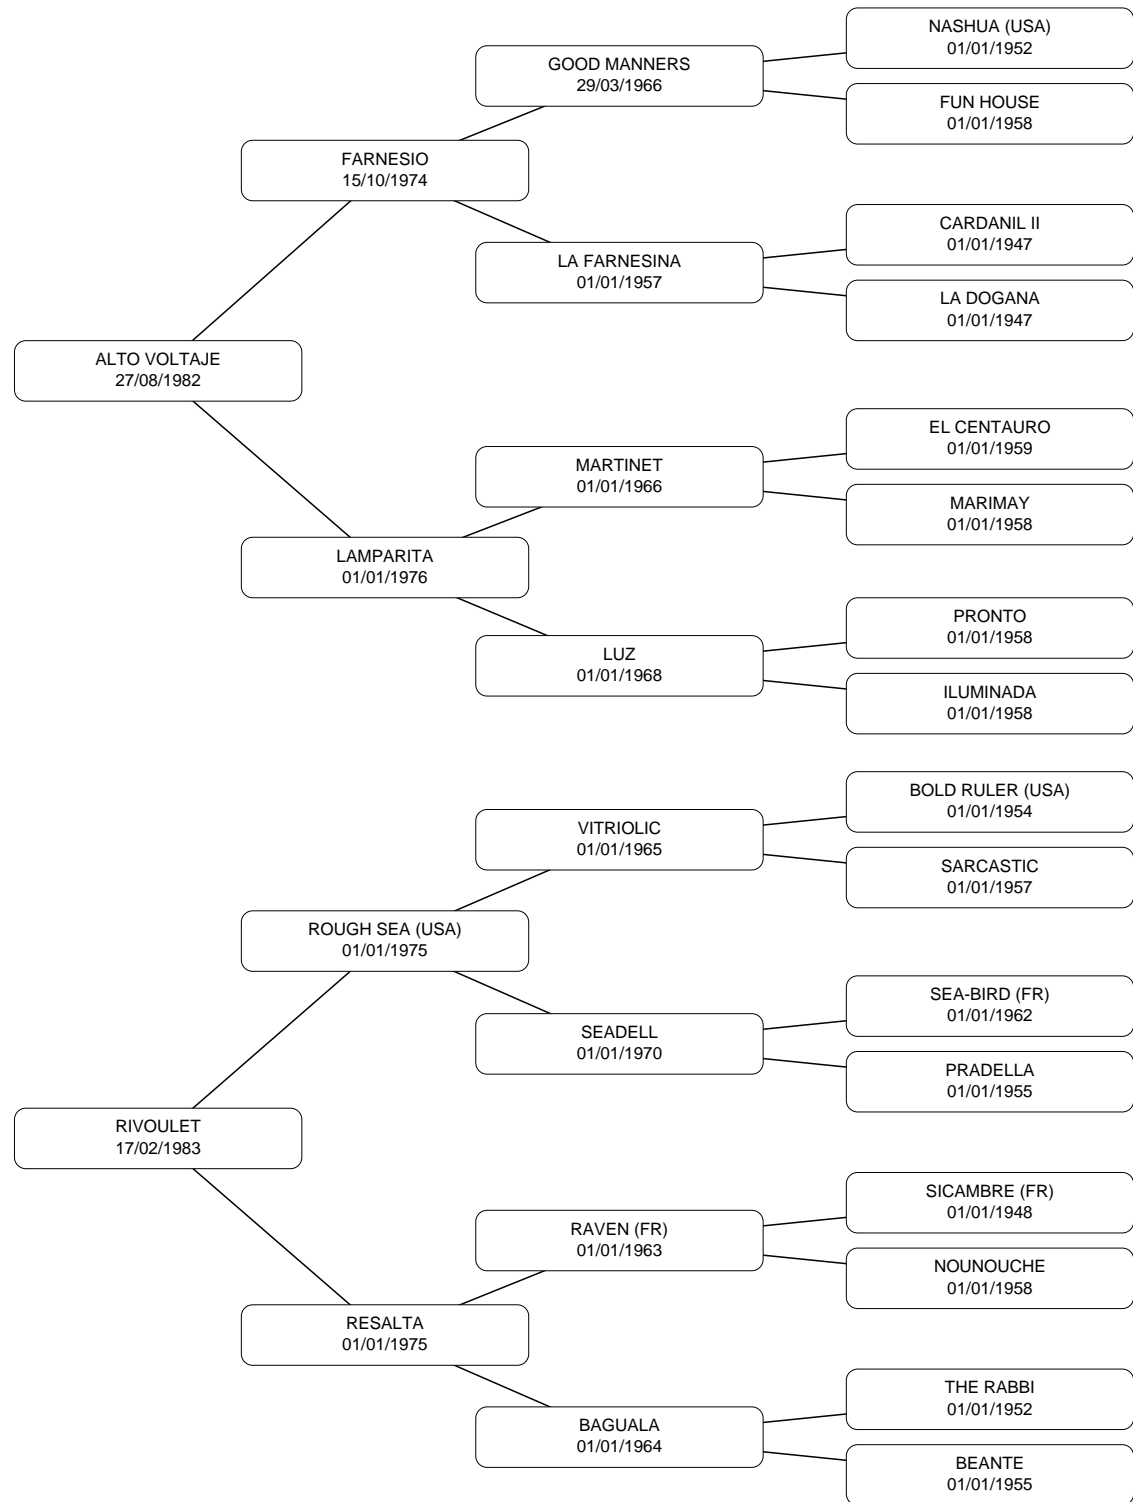 NASHUA (USA)
01/01/1952
GOOD MANNERS
29/03/1966
FUN HOUSE
01/01/1958
FARNESIO
15/10/1974
CARDANIL II
01/01/1947
LA FARNESINA
01/01/1957
LA DOGANA
01/01/1947
ALTO VOLTAJE
27/08/1982
EL CENTAURO
01/01/1959
MARTINET
01/01/1966
MARIMAY
01/01/1958
LAMPARITA
01/01/1976
PRONTO
01/01/1958
LUZ
01/01/1968
ILUMINADA
01/01/1958
BOLD RULER (USA)
01/01/1954
VITRIOLIC
01/01/1965
SARCASTIC
01/01/1957
ROUGH SEA (USA)
01/01/1975
SEA-BIRD (FR)
01/01/1962
SEADELL
01/01/1970
PRADELLA
01/01/1955
RIVOULET
17/02/1983
SICAMBRE (FR)
01/01/1948
RAVEN (FR)
01/01/1963
NOUNOUCHE
01/01/1958
RESALTA
01/01/1975
THE RABBI
01/01/1952
BAGUALA
01/01/1964
BEANTE
01/01/1955